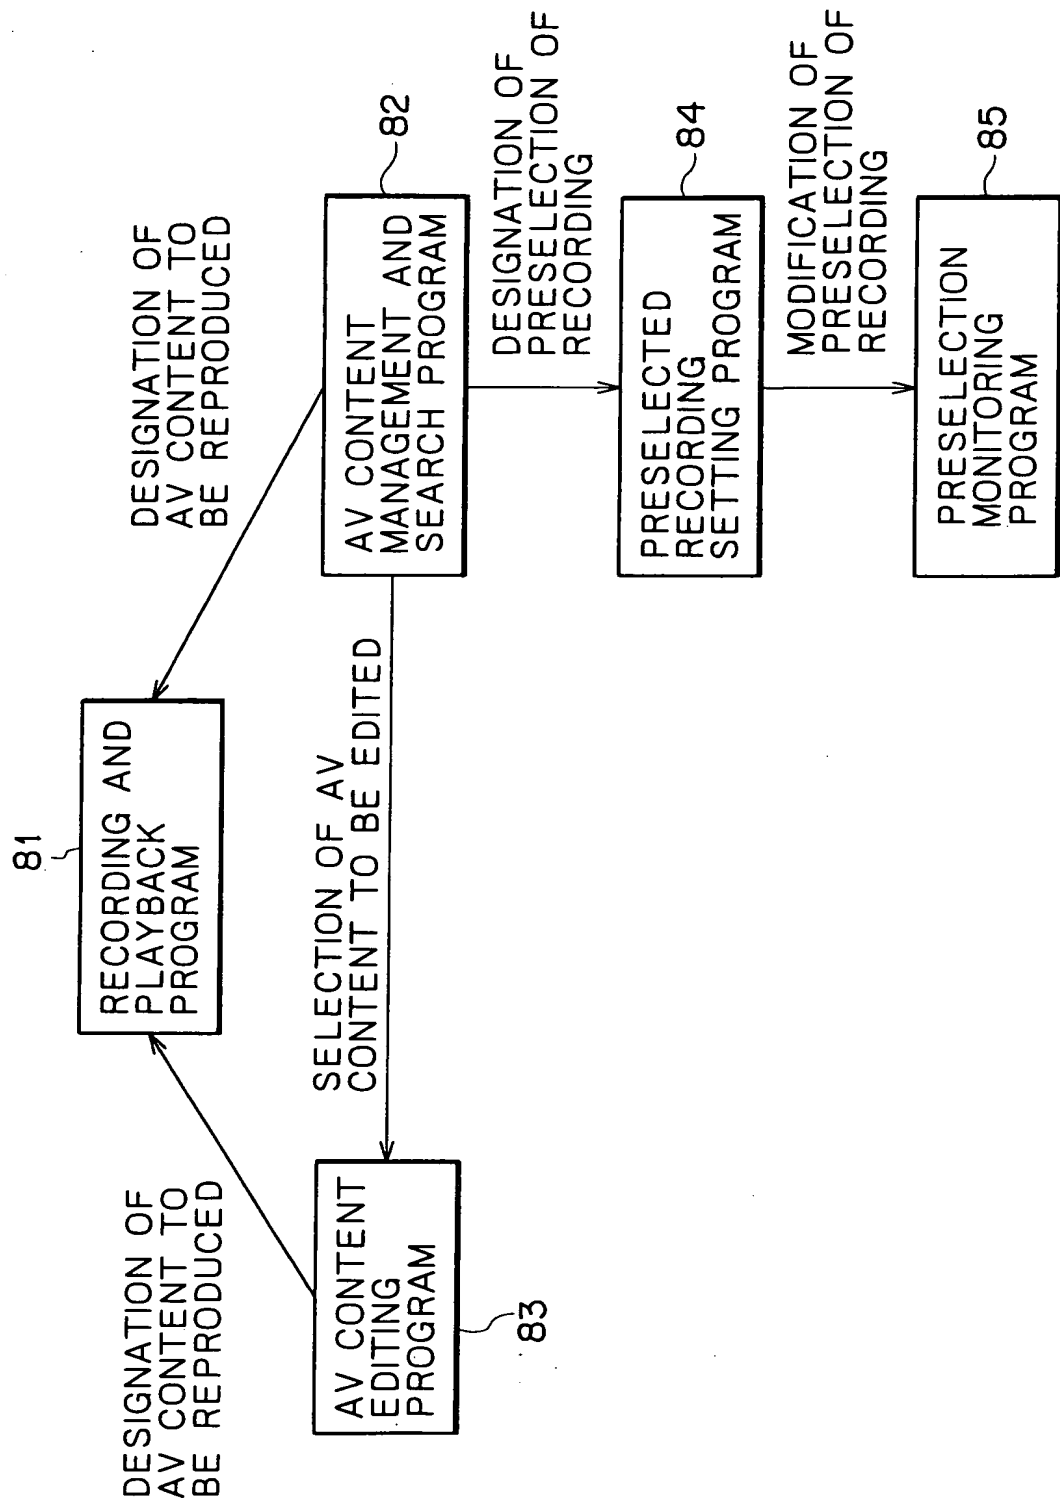 81
RECORDING AND
PLAYBACK
PROGRAM
DESIGNATION OF
AV CONTENT TO
BE REPRODUCED
DESIGNATION OF
AV CONTENT TO
BE REPRODUCED
SELECTION OF AV
CONTENT TO BE EDITED
AV CONTENT
EDITING
PROGRAM
83
AV CONTENT
MANAGEMENT AND
SEARCH PROGRAM
82
DESIGNATION OF
PRESELECTION OF
RECORDING
PRESELECTED
RECORDING
SETTING PROGRAM
84
MODIFICATION OF
PRESELECTION OF
RECORDING
PRESELECTION
MONITORING
PROGRAM
85